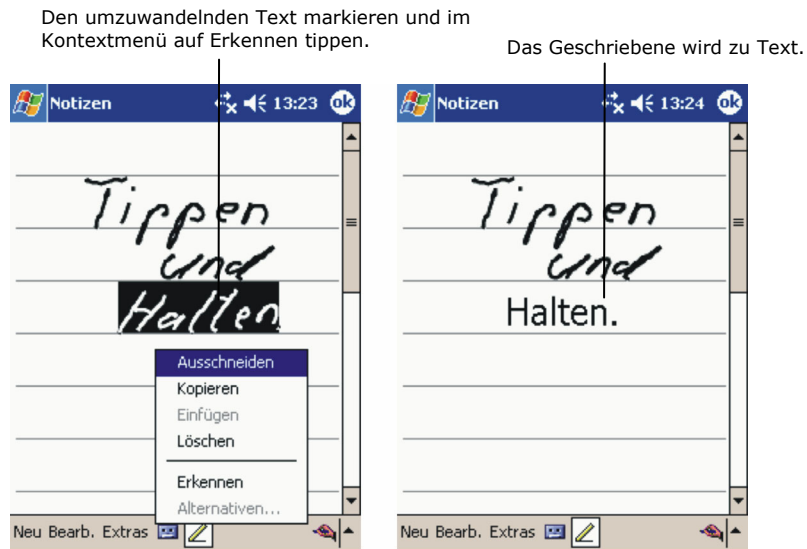 Den umzuwandelnden Text markieren und im
Kontextmenü auf Erkennen tippen.
Das Geschriebene wird zu Text.
Notizen 13:23 ok
Tippen
und
Halten.
Ausschneiden
Kopieren
Einfügen
Löschen
Erkennen
Alternativen...
Neu Bearb. Extras
Notizen 13:24 ok
Tippen
und
Halten.
Neu Bearb. Extras